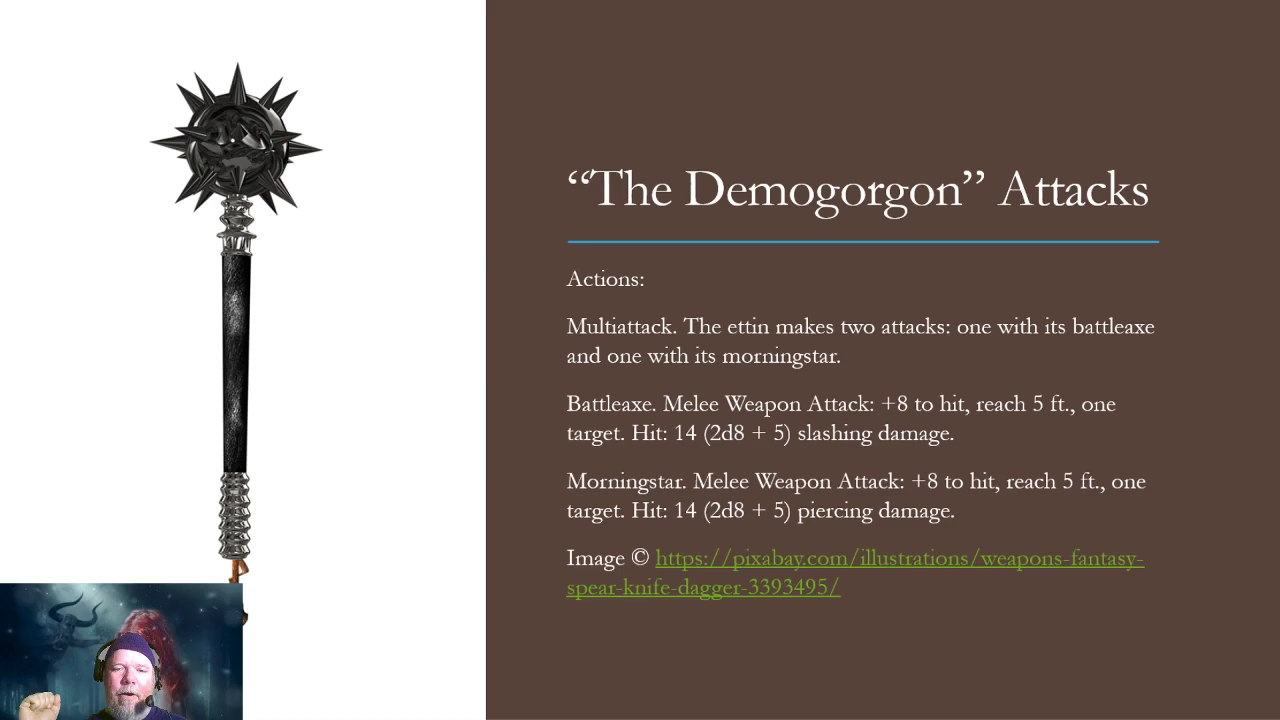 “The Demogorgon” Attacks
Actions:
Multiattack. The ettin makes two attacks: one with its battleaxe
and one with its morningstar.
Battleaxe. Melee Weapon Attack: +8 to hit, reach 5 ft., one
target. Hit: 14 (2d8 + 5) slashing damage.
Morningstar. Melee Weapon Attack: +8 to hit, reach 5 ft., one
target. Hit: 14 (2d8 + 5) piercing damage.
Image © https://pixabay.com/illustrations/weapons-fantasy-
spear-knife-dagger-3393495/